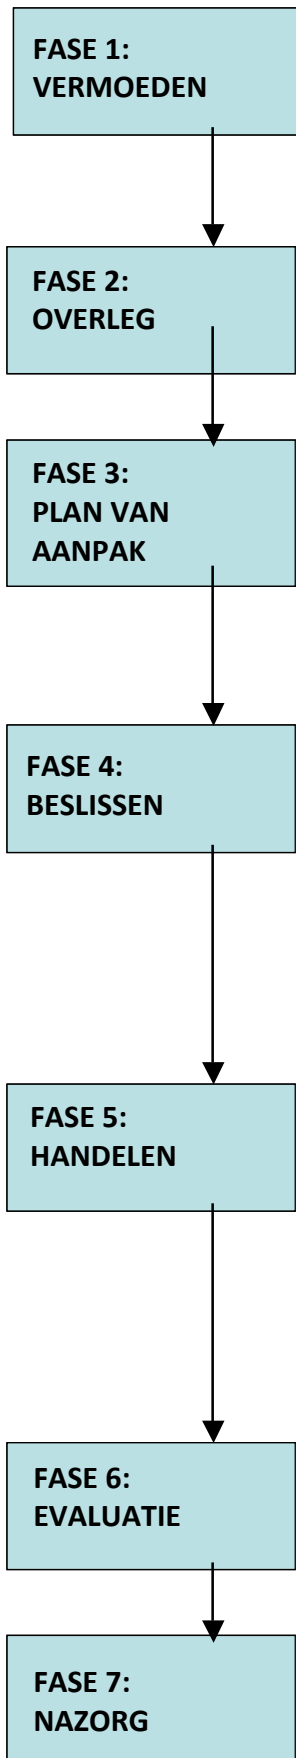 FASE 1:
VERMOEDEN
FASE 2:
OVERLEG
FASE 3:
PLAN VAN
AANPAK
FASE 4:
BESLISSEN
FASE 5:
HANDELEN
FASE 6:
EVALUATIE
FASE 7:
NAZORG